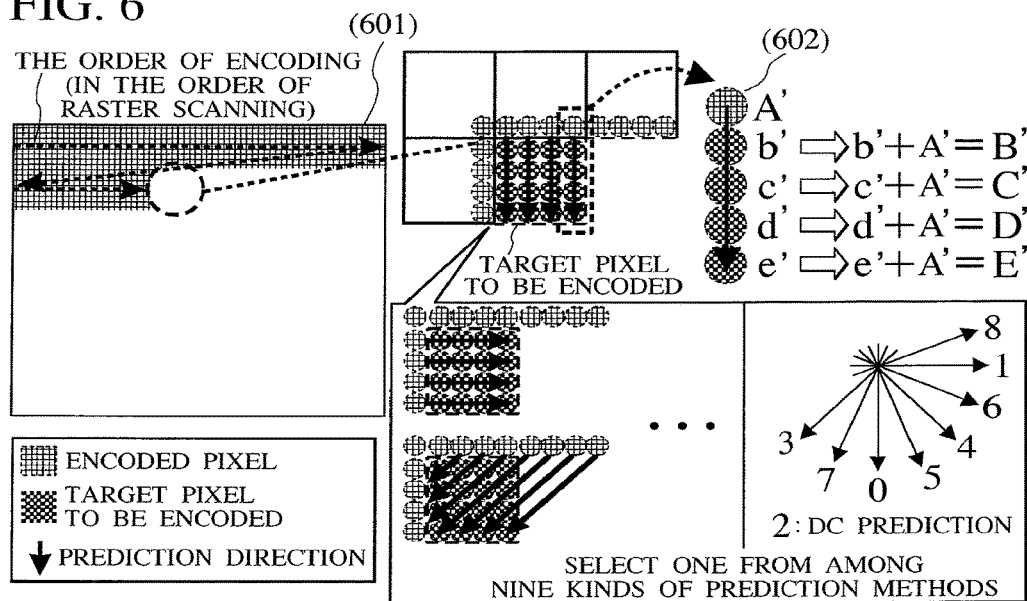 FIG. 6
(601)
THE ORDER OF ENCODING
(IN THE ORDER OF
RASTER SCANNING)
(602)
A'
b' ⇨ b'+A'=B'
c' ⇨ c'+A'=C'
d' ⇨ d'+A'=D'
e' ⇨ e'+A'=E'
TARGET PIXEL
TO BE ENCODED
• • •
8
1
6
4
5
0
7
3
2: DC PREDICTION
SELECT ONE FROM AMONG
NINE KINDS OF PREDICTION METHODS
ENCODED PIXEL
TARGET PIXEL
TO BE ENCODED
PREDICTION DIRECTION